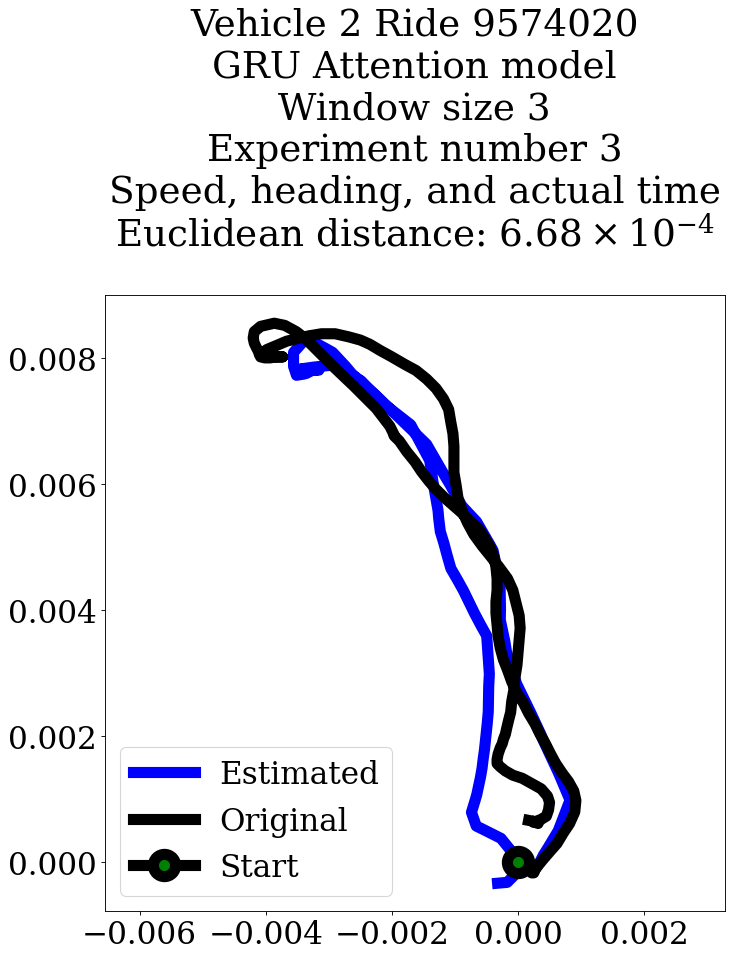 Vehicle 2 Ride 9574020
GRU Attention model
Window size 3
Experiment number 3
Speed, heading, and actual time
Euclidean distance: 6.68 × 10⁻⁴
0.008
0.006
0.004
0.002
0.000
Estimated
Original
Start
−0.006 −0.004 −0.002 0.000 0.002